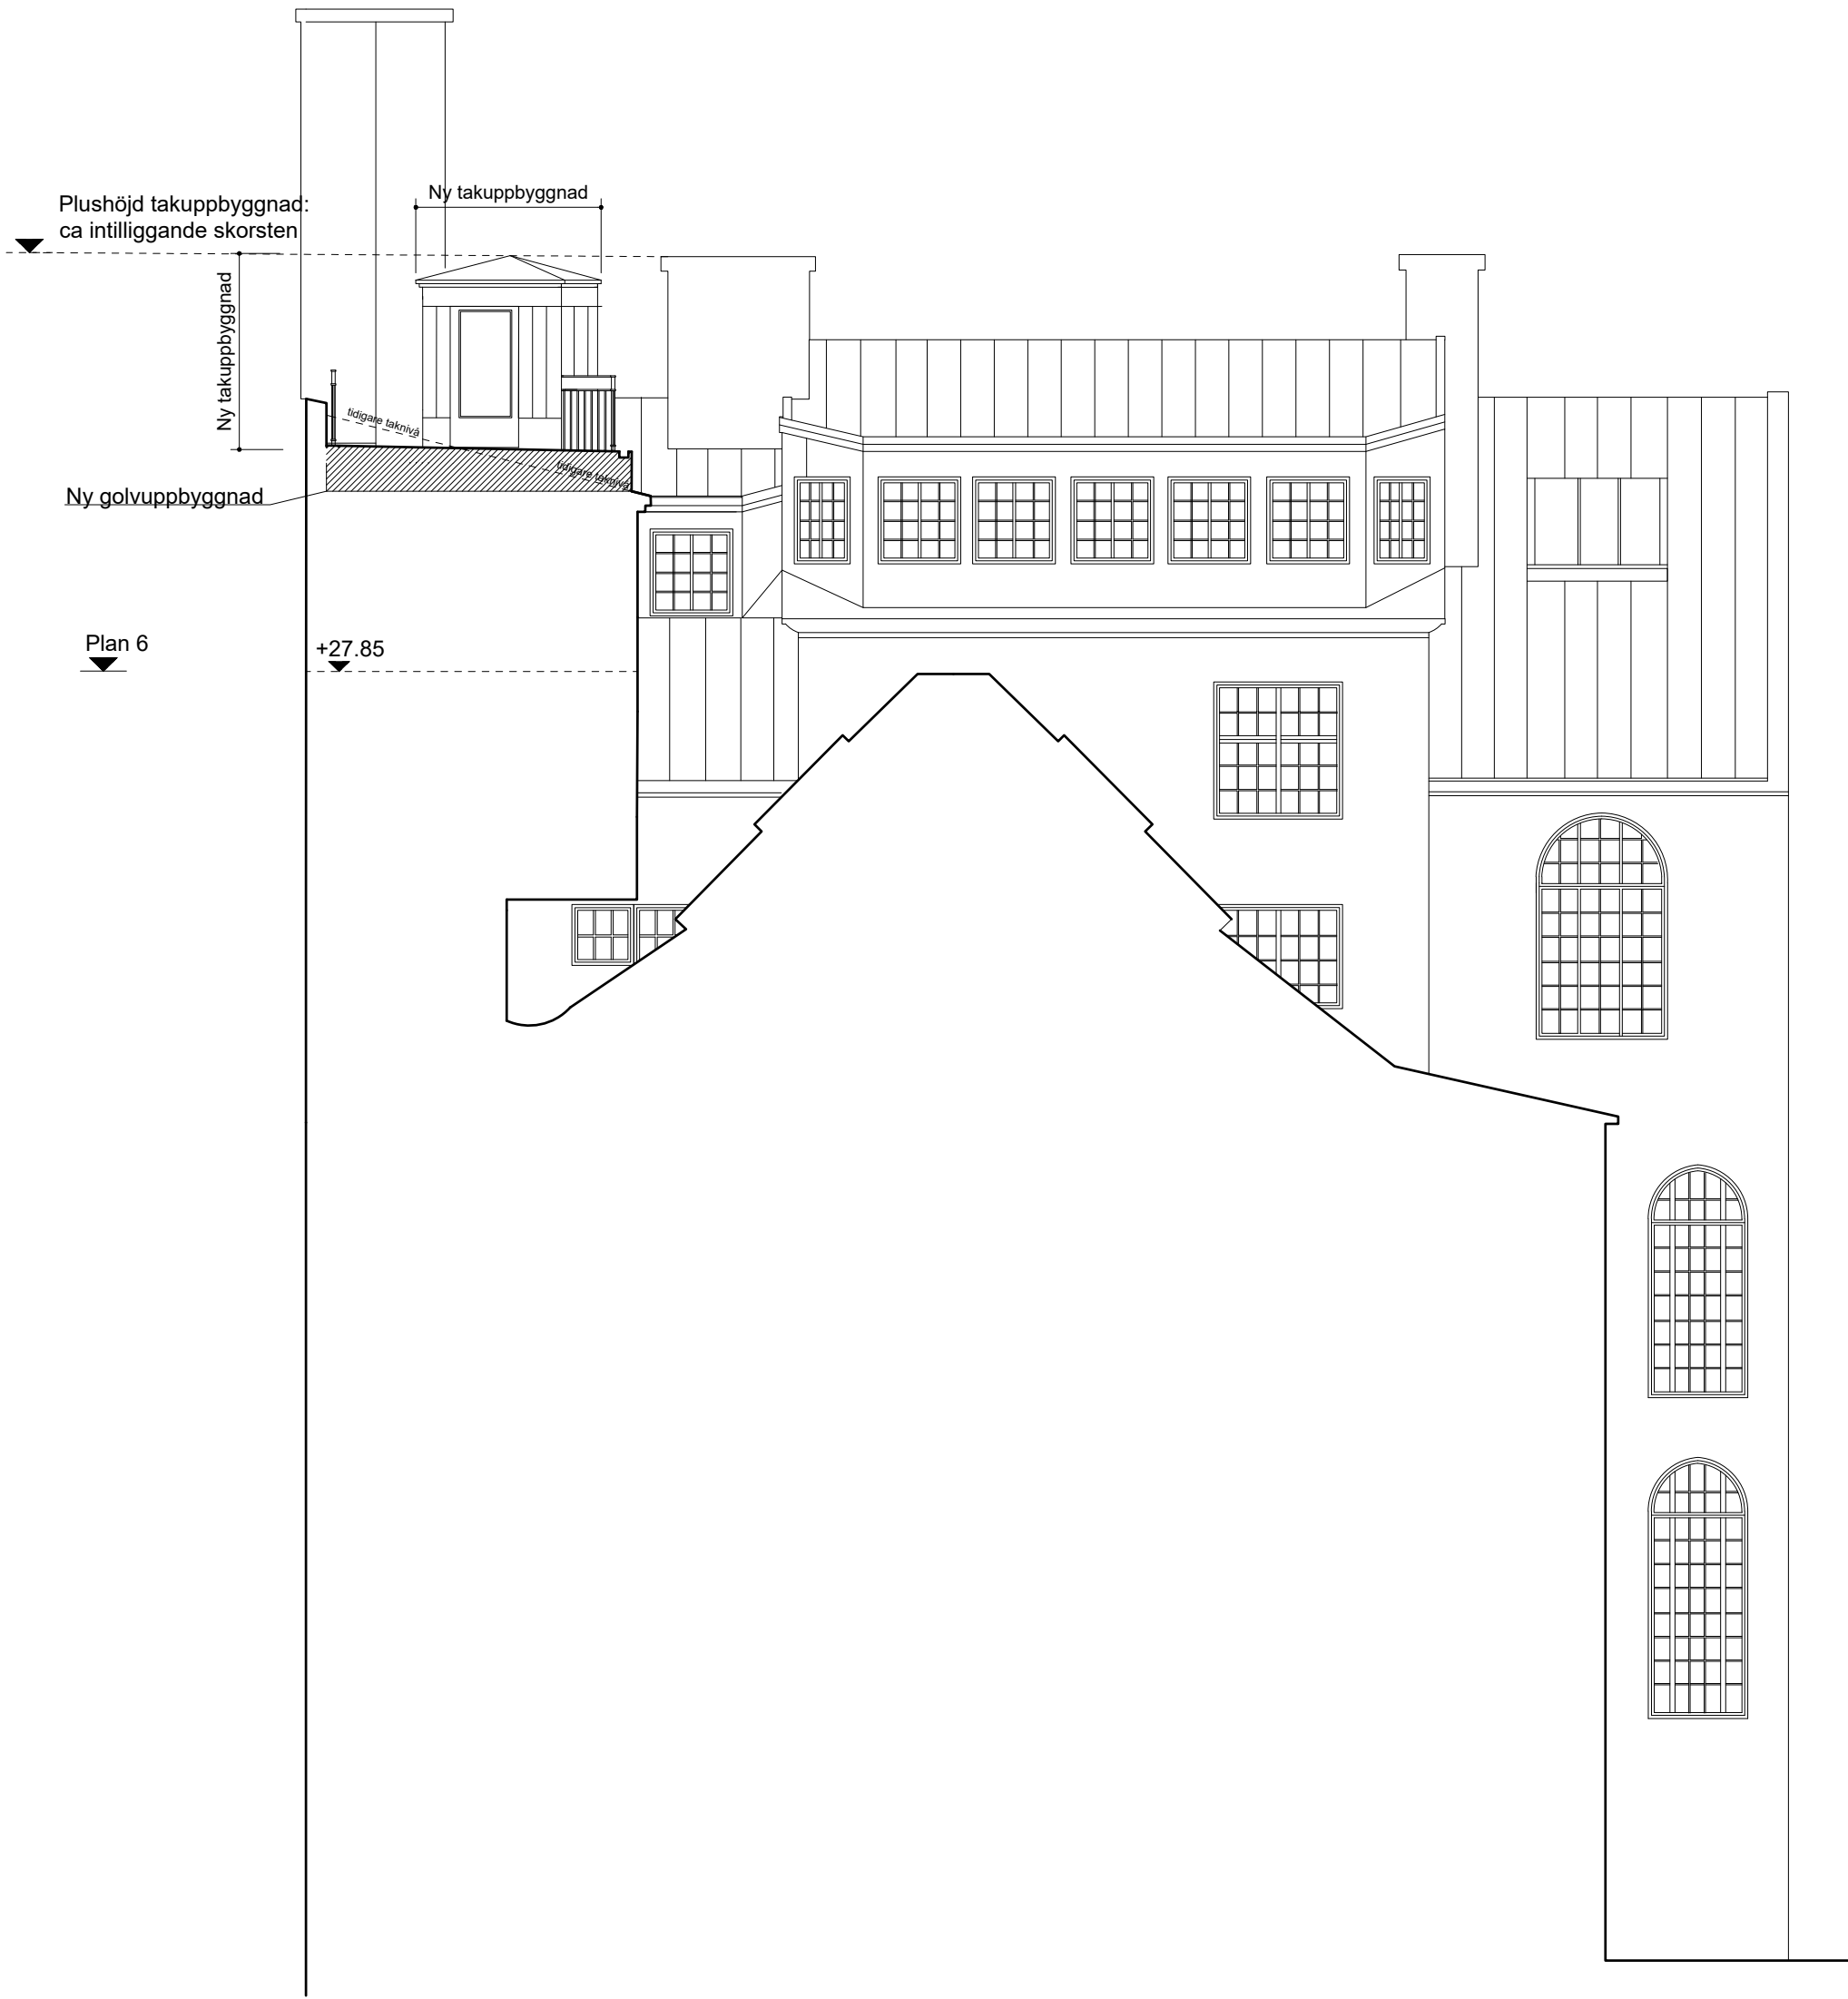 Ny takuppbyggnad
Plushöjd takuppbyggnad:
ca intilliggande skorsten
Ny takuppbyggnad
tidigare taknivå
tidigare taknivå
Ny golvuppbyggnad
Plan 6
+27.85